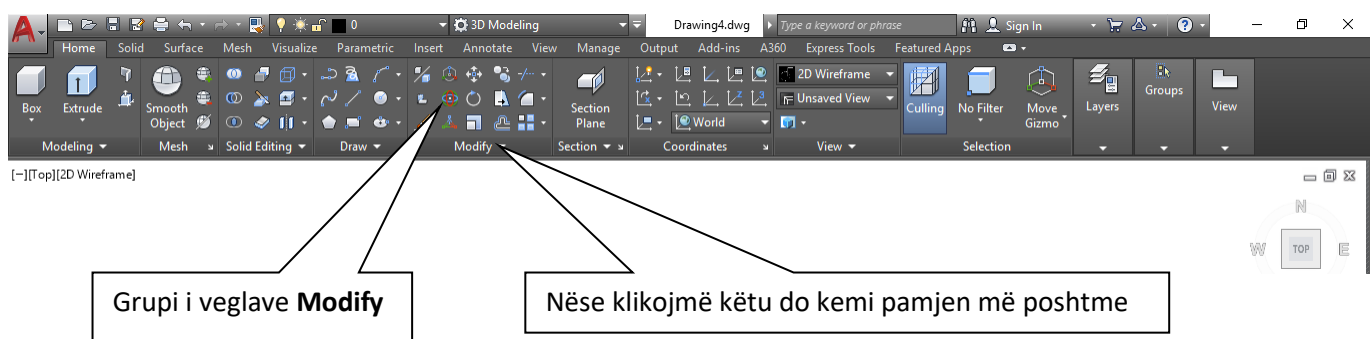 0 3D Modeling Drawing4.dwg Type a keyword or phrase Sign In
Home Solid Surface Mesh Visualize Parametric Insert Annotate View Manage Output Add-ins A360 Express Tools Featured Apps
Box Extrude Smooth Object Section Plane World 2D Wireframe Unsaved View Culling No Filter Move Gizmo Layers Groups View
Modeling Mesh Solid Editing Draw Modify Section Coordinates View Selection
[−][Top][2D Wireframe]
N
W TOP E
Grupi i veglave Modify
Nëse klikojmë këtu do kemi pamjen më poshtme